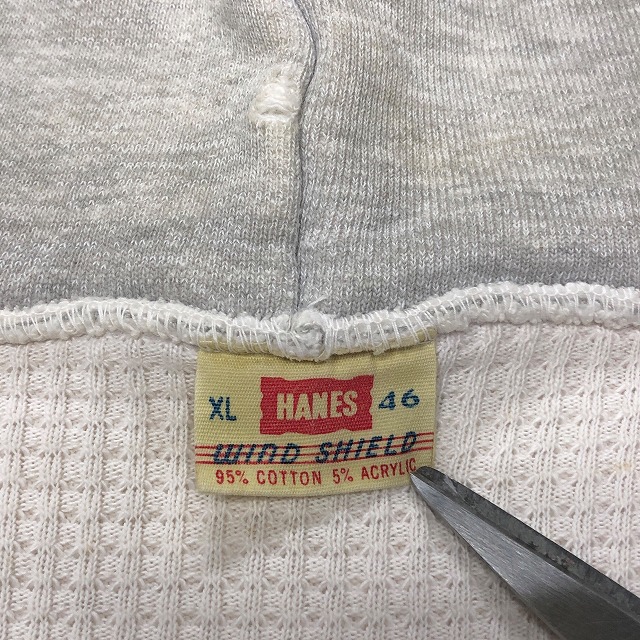 XL HANES 46
WIND SHIELD
95% COTTON 5% ACRYLIC